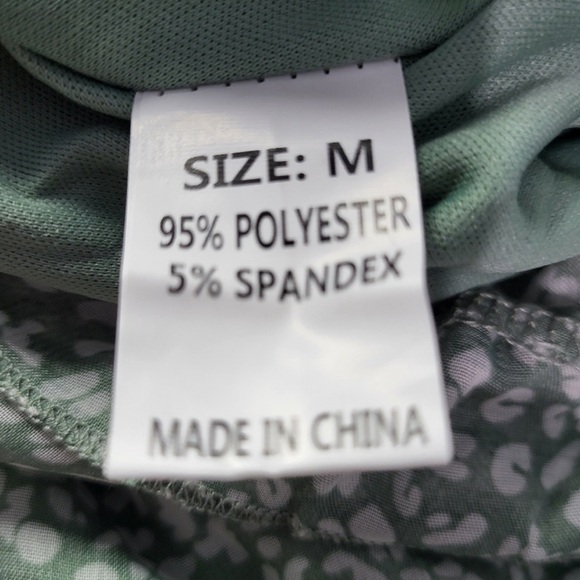 SIZE: M
95% POLYESTER
5% SPANDEX
MADE IN CHINA